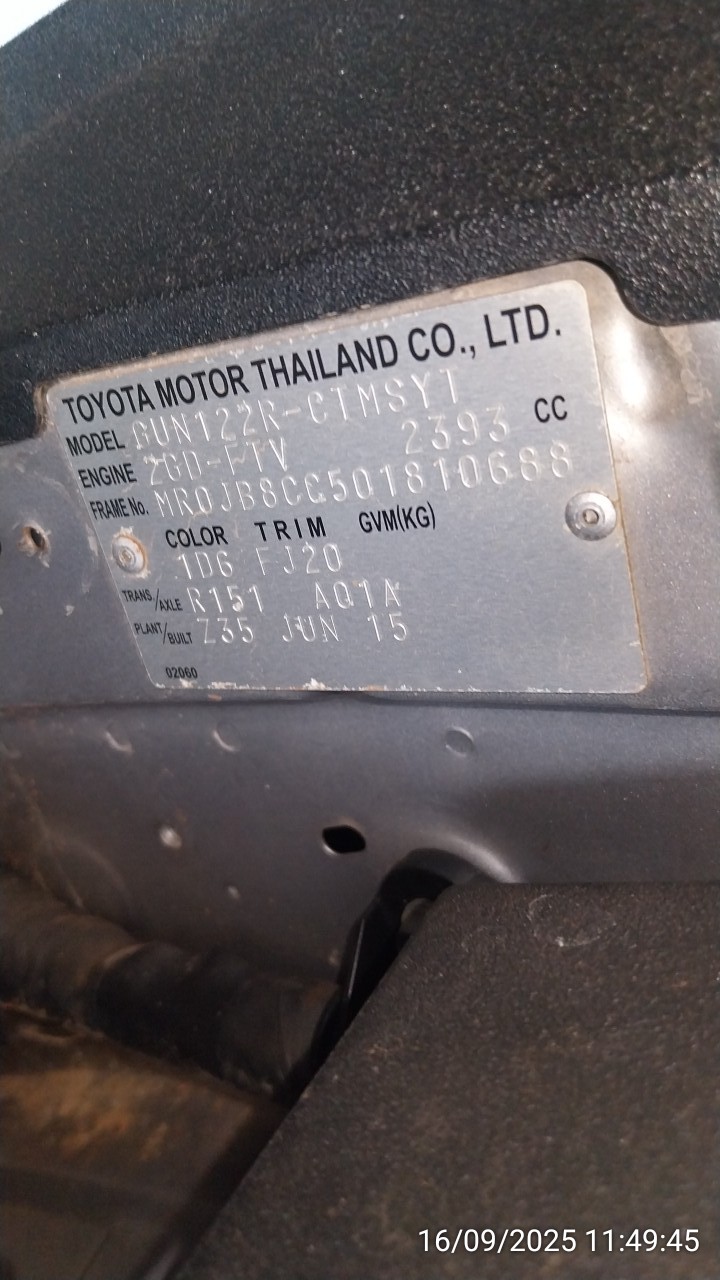 TOYOTA MOTOR THAILAND CO., LTD.
MODEL GUN122R-CTMSYT
ENGINE 2GD-FTV 2393 CC
FRAME No. MR0JB8CC501810688
COLOR TRIM GVM(KG)
1D6 FJ20
TRANS./AXLE R151 A01A
PLANT/BUILT Z35 JUN 15
02060
16/09/2025 11:49:45